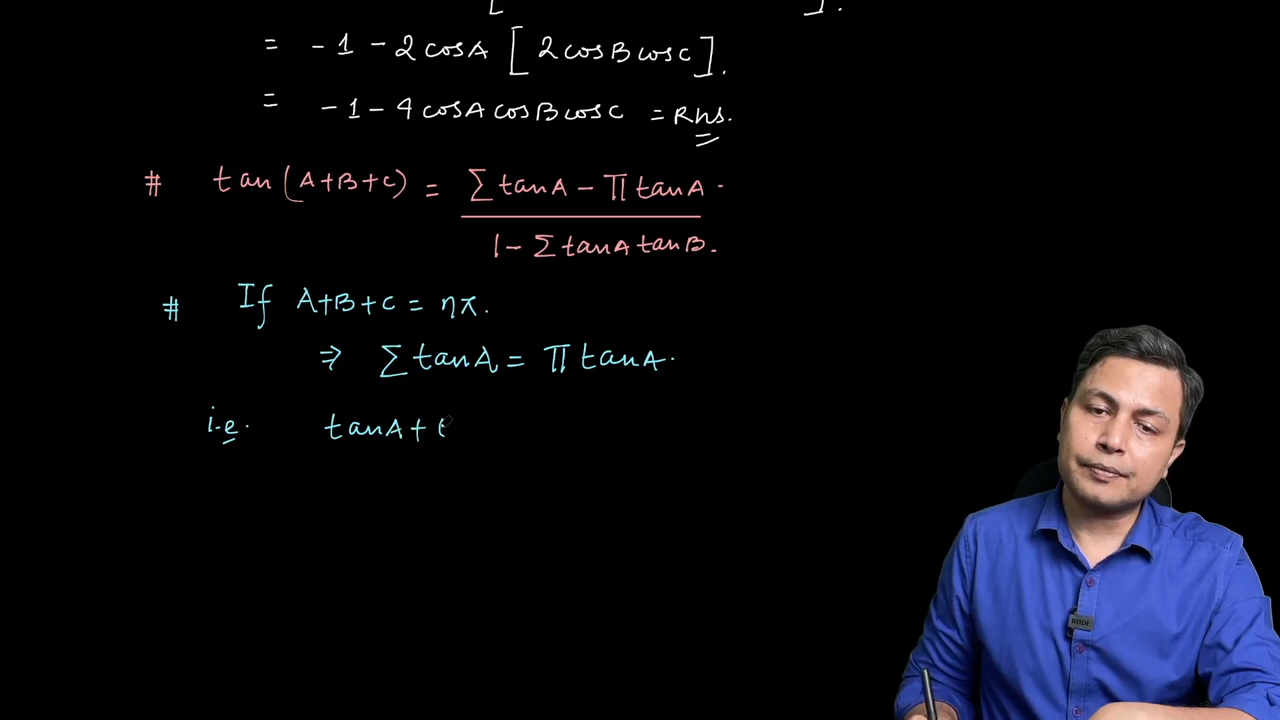 [ ].
= -1 - 2 cosA [ 2 cosB cosC ].
= -1 - 4 cosA cosB cosC = RHS.
# tan (A+B+C) = ∑ tanA - ∏ tanA.
1 - ∑ tanA tanB.
# If A+B+C = nπ.
⇒ ∑ tanA = ∏ tanA.
i.e. tanA + t
RODE